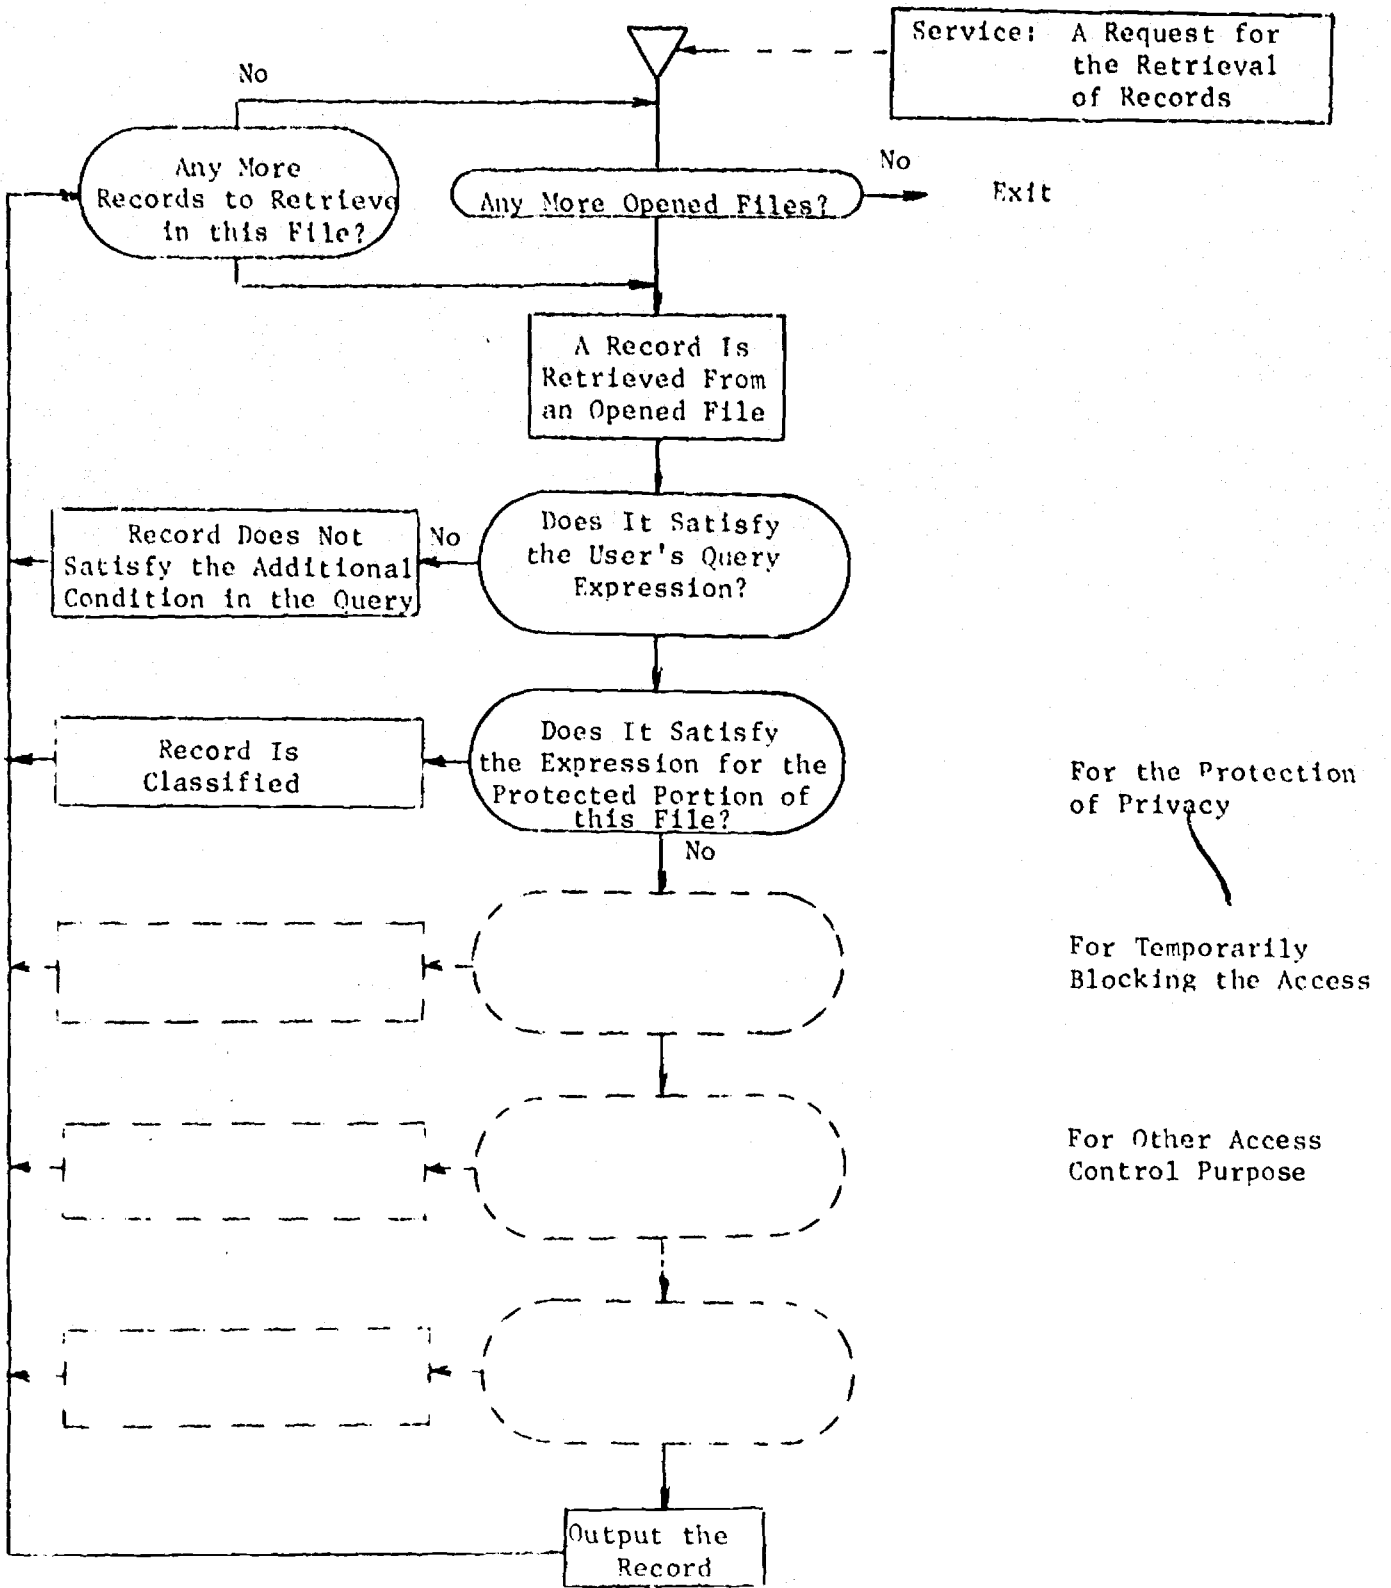 Service: A Request for
the Retrieval
of Records
No
Any More
Records to Retrieve
in this File?
Any More Opened Files?
No
Exit
A Record Is
Retrieved From
an Opened File
Does It Satisfy
the User's Query
Expression?
No
Record Does Not
Satisfy the Additional
Condition in the Query
Does It Satisfy
the Expression for the
Protected Portion of
this File?
Record Is
Classified
For the Protection
of Privacy
No
For Temporarily
Blocking the Access
For Other Access
Control Purpose
Output the
Record